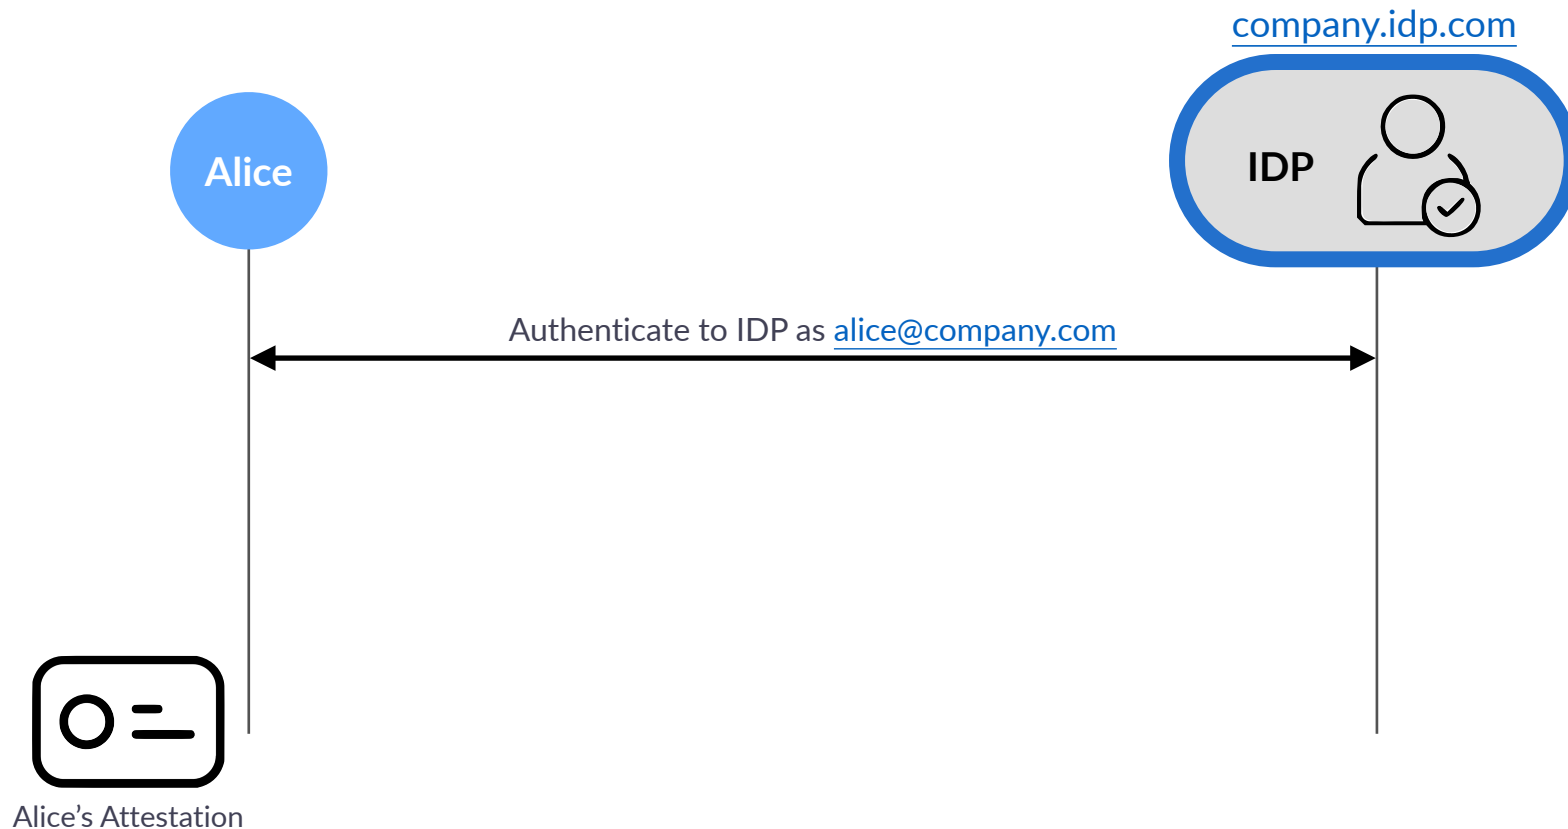 company.idp.com
Alice
IDP
Authenticate to IDP as alice@company.com
Alice’s Attestation